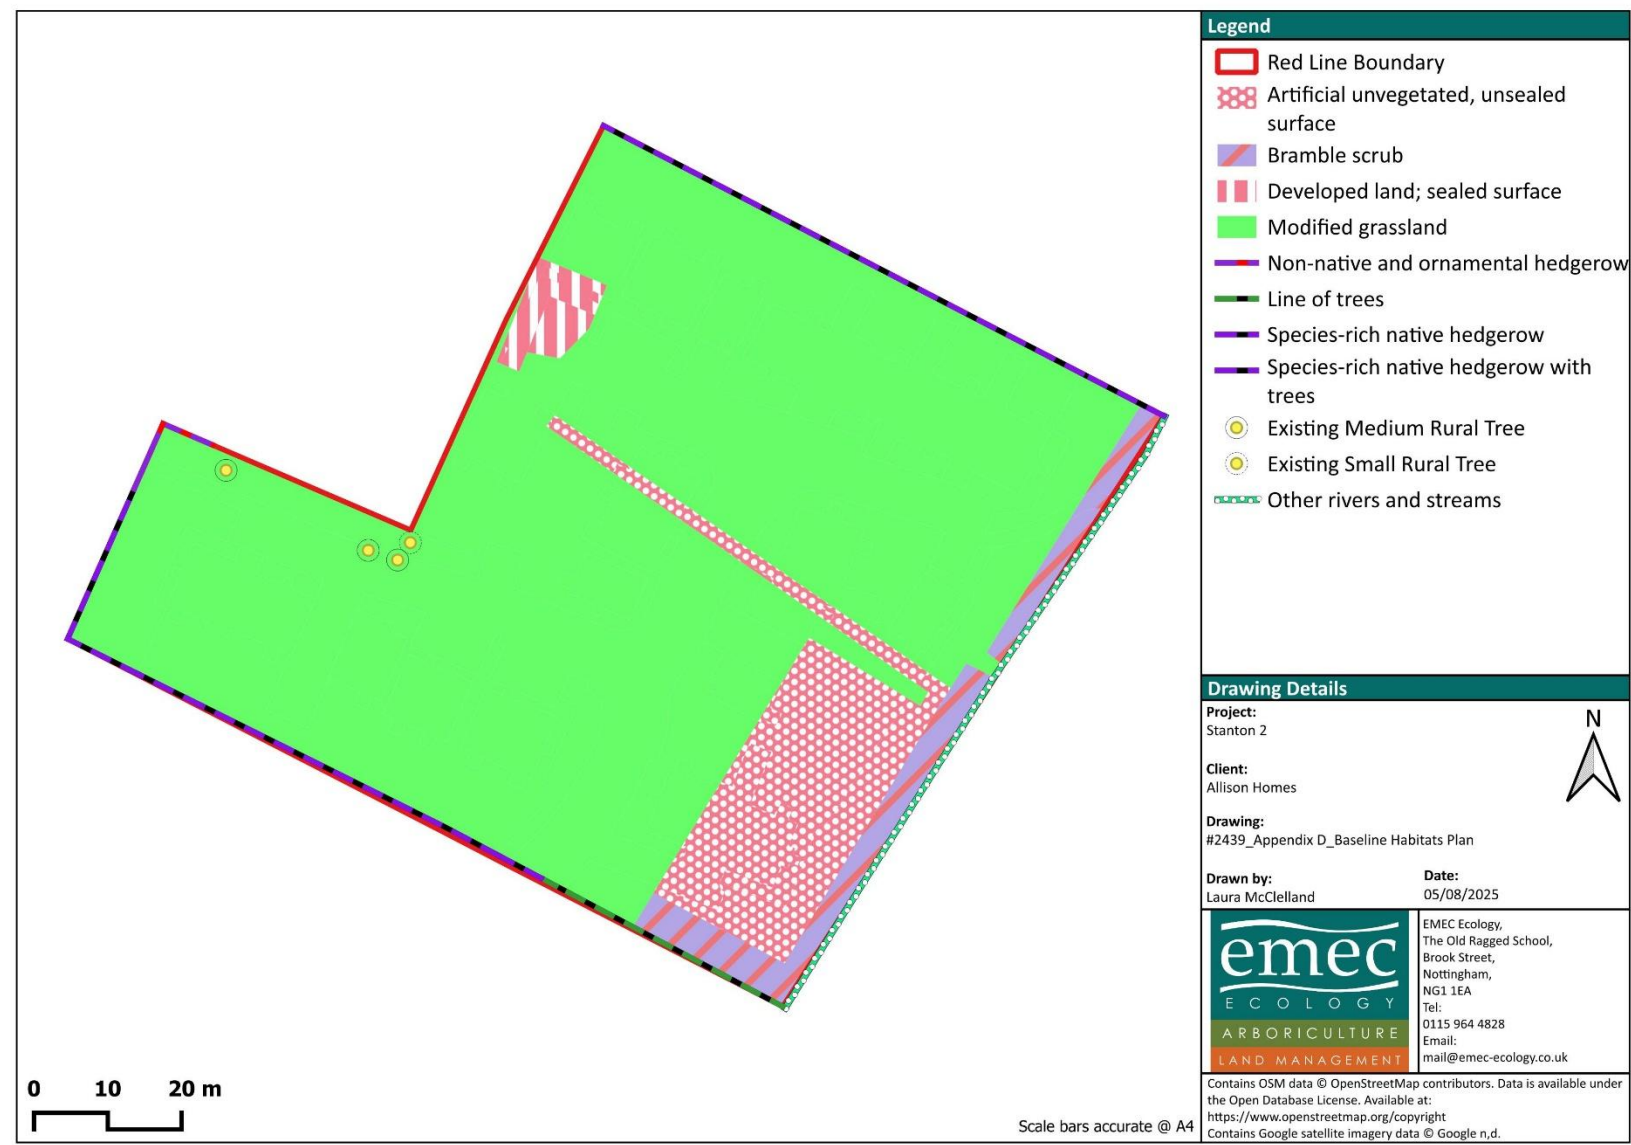 Legend
Red Line Boundary
Artificial unvegetated, unsealed
surface
Bramble scrub
Developed land; sealed surface
Modified grassland
Non-native and ornamental hedgerow
Line of trees
Species-rich native hedgerow
Species-rich native hedgerow with
trees
Existing Medium Rural Tree
Existing Small Rural Tree
Other rivers and streams
Drawing Details
Project:
Stanton 2
N
Client:
Allison Homes
Drawing:
#2439_Appendix D_Baseline Habitats Plan
Drawn by:
Laura McClelland
Date:
05/08/2025
emec
ECOLOGY
ARBORICULTURE
LAND MANAGEMENT
EMEC Ecology,
The Old Ragged School,
Brook Street,
Nottingham,
NG1 1EA
Tel:
0115 964 4828
Email:
mail@emec-ecology.co.uk
Contains OSM data © OpenStreetMap contributors. Data is available under
the Open Database License. Available at:
https://www.openstreetmap.org/copyright
Contains Google satellite imagery data © Google n,d.
0 10 20 m
Scale bars accurate @ A4